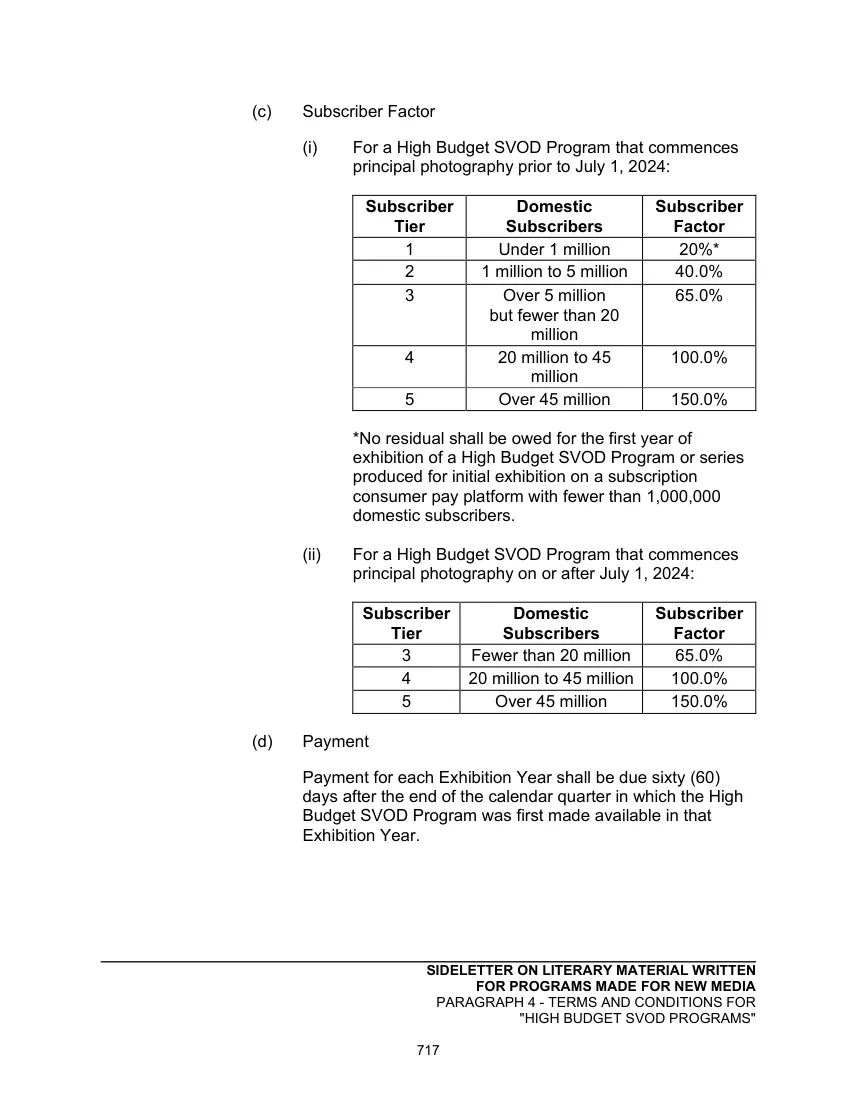 (c) Subscriber Factor
(i) For a High Budget SVOD Program that commences
principal photography prior to July 1, 2024:
Subscriber Domestic Subscriber
Tier Subscribers Factor
1 Under 1 million 20%*
2 1 million to 5 million 40.0%
3 Over 5 million 65.0%
but fewer than 20
million
4 20 million to 45 100.0%
million
5 Over 45 million 150.0%
*No residual shall be owed for the first year of
exhibition of a High Budget SVOD Program or series
produced for initial exhibition on a subscription
consumer pay platform with fewer than 1,000,000
domestic subscribers.
(ii) For a High Budget SVOD Program that commences
principal photography on or after July 1, 2024:
Subscriber Domestic Subscriber
Tier Subscribers Factor
3 Fewer than 20 million 65.0%
4 20 million to 45 million 100.0%
5 Over 45 million 150.0%
(d) Payment
Payment for each Exhibition Year shall be due sixty (60)
days after the end of the calendar quarter in which the High
Budget SVOD Program was first made available in that
Exhibition Year.
SIDELETTER ON LITERARY MATERIAL WRITTEN
FOR PROGRAMS MADE FOR NEW MEDIA
PARAGRAPH 4 - TERMS AND CONDITIONS FOR
"HIGH BUDGET SVOD PROGRAMS"
717